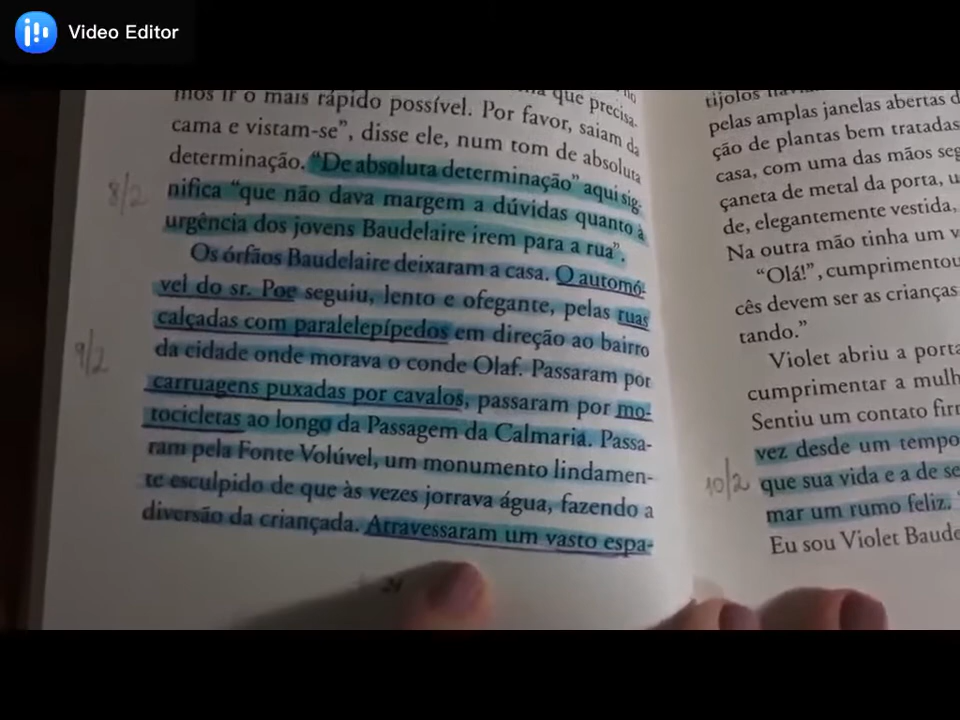 Video Editor
que precisa-
mos ir o mais rápido possível. Por favor, saiam da
cama e vistam-se”, disse ele, num tom de absoluta
determinação. “De absoluta determinação” aqui sig-
nifica “que não dava margem a dúvidas quanto à
urgência dos jovens Baudelaire irem para a rua”.
Os órfãos Baudelaire deixaram a casa. O automó-
vel do sr. Poe seguiu, lento e ofegante, pelas ruas
calçadas com paralelepípedos em direção ao bairro
da cidade onde morava o conde Olaf. Passaram por
carruagens puxadas por cavalos, passaram por mo-
tocicletas ao longo da Passagem da Calmaria. Passa-
ram pela Fonte Volúvel, um monumento lindamen-
te esculpido de que às vezes jorrava água, fazendo a
diversão da criançada. Atravessaram um vasto espa-
8/2
9/2
tijolos
pelas amplas janelas abertas
ção de plantas bem tratadas
casa, com uma das mãos
çaneta de metal da porta,
de, elegantemente vestida,
Na outra mão tinha um
“Olá!”, cumprimentou
cês devem ser as crianças
tando.”
Violet abriu a porta
cumprimentar a
Sentiu um contato
vez desde um tempo
que sua vida e a de
mar um rumo feliz.
Eu sou Violet
10/2